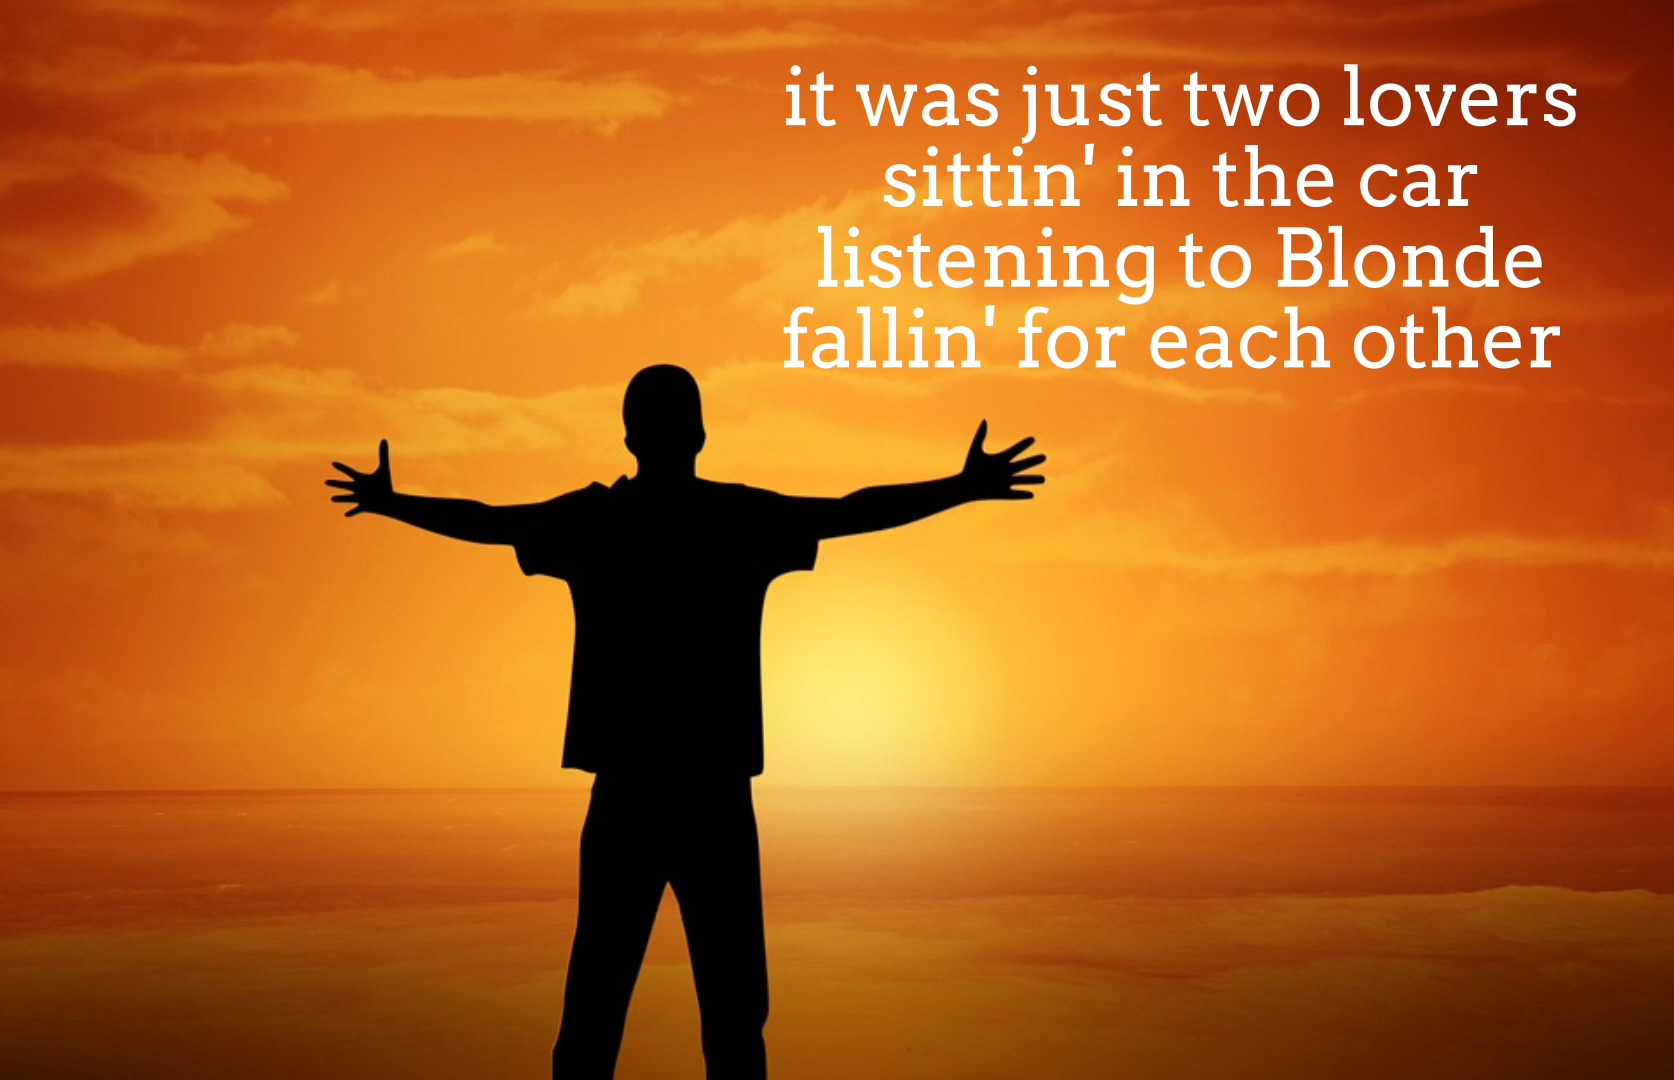 it was just two lovers
sittin' in the car
listening to Blonde
fallin' for each other